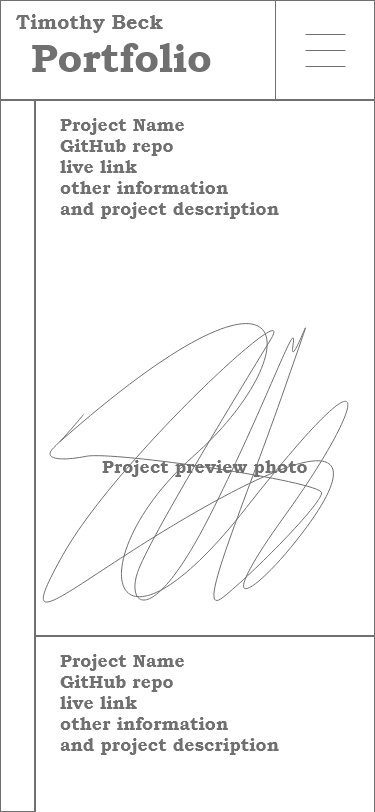 Timothy Beck
Portfolio
Project Name
GitHub repo
live link
other information
and project description
Project preview photo
Project Name
GitHub repo
live link
other information
and project description